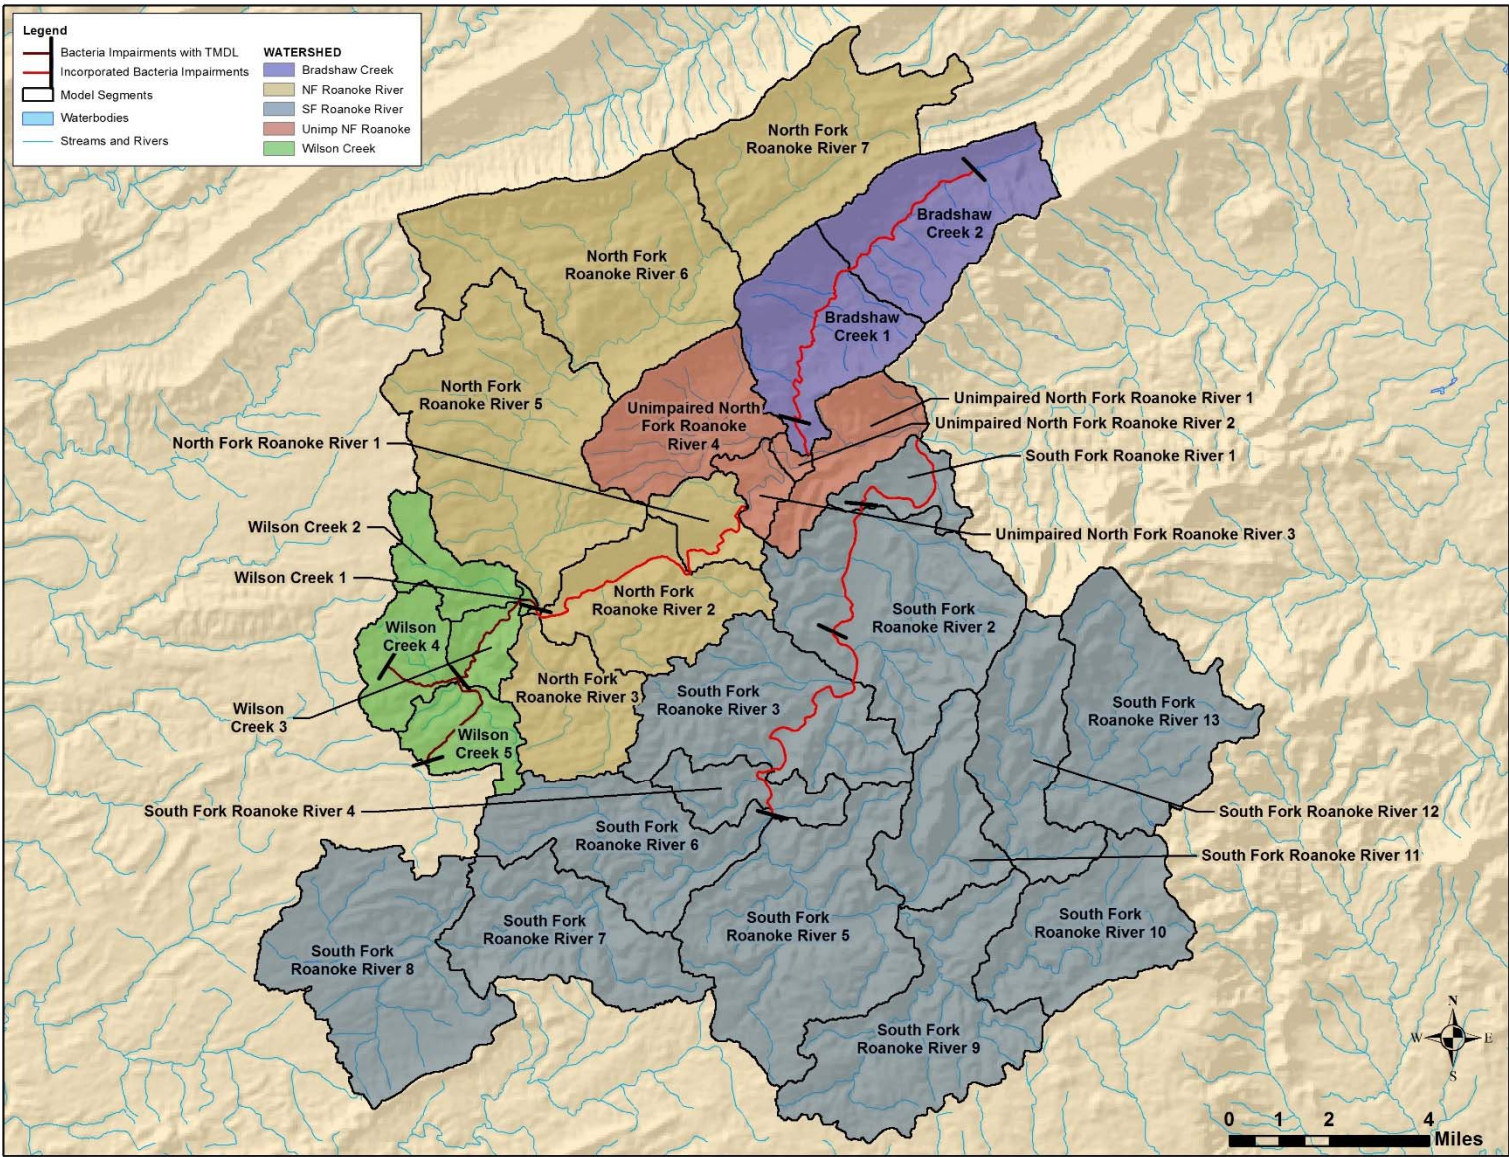 Legend
Bacteria Impairments with TMDL
Incorporated Bacteria Impairments
Model Segments
Waterbodies
Streams and Rivers
WATERSHED
Bradshaw Creek
NF Roanoke River
SF Roanoke River
Unimp NF Roanoke
Wilson Creek
North Fork
Roanoke River 7
Bradshaw
Creek 2
North Fork
Roanoke River 6
Bradshaw
Creek 1
North Fork
Roanoke River 5
Unimpaired North
Fork Roanoke
River 4
Unimpaired North Fork Roanoke River 1
Unimpaired North Fork Roanoke River 2
North Fork Roanoke River 1
South Fork Roanoke River 1
Wilson Creek 2
Unimpaired North Fork Roanoke River 3
Wilson Creek 1
North Fork
Roanoke River 2
South Fork
Roanoke River 2
Wilson
Creek 4
North Fork
Roanoke River 3
South Fork
Roanoke River 3
South Fork
Roanoke River 13
Wilson
Creek 3
Wilson
Creek 5
South Fork Roanoke River 4
South Fork Roanoke River 12
South Fork
Roanoke River 6
South Fork Roanoke River 11
South Fork
Roanoke River 7
South Fork
Roanoke River 5
South Fork
Roanoke River 10
South Fork
Roanoke River 8
South Fork
Roanoke River 9
N
W E
S
0 1 2 4
Miles